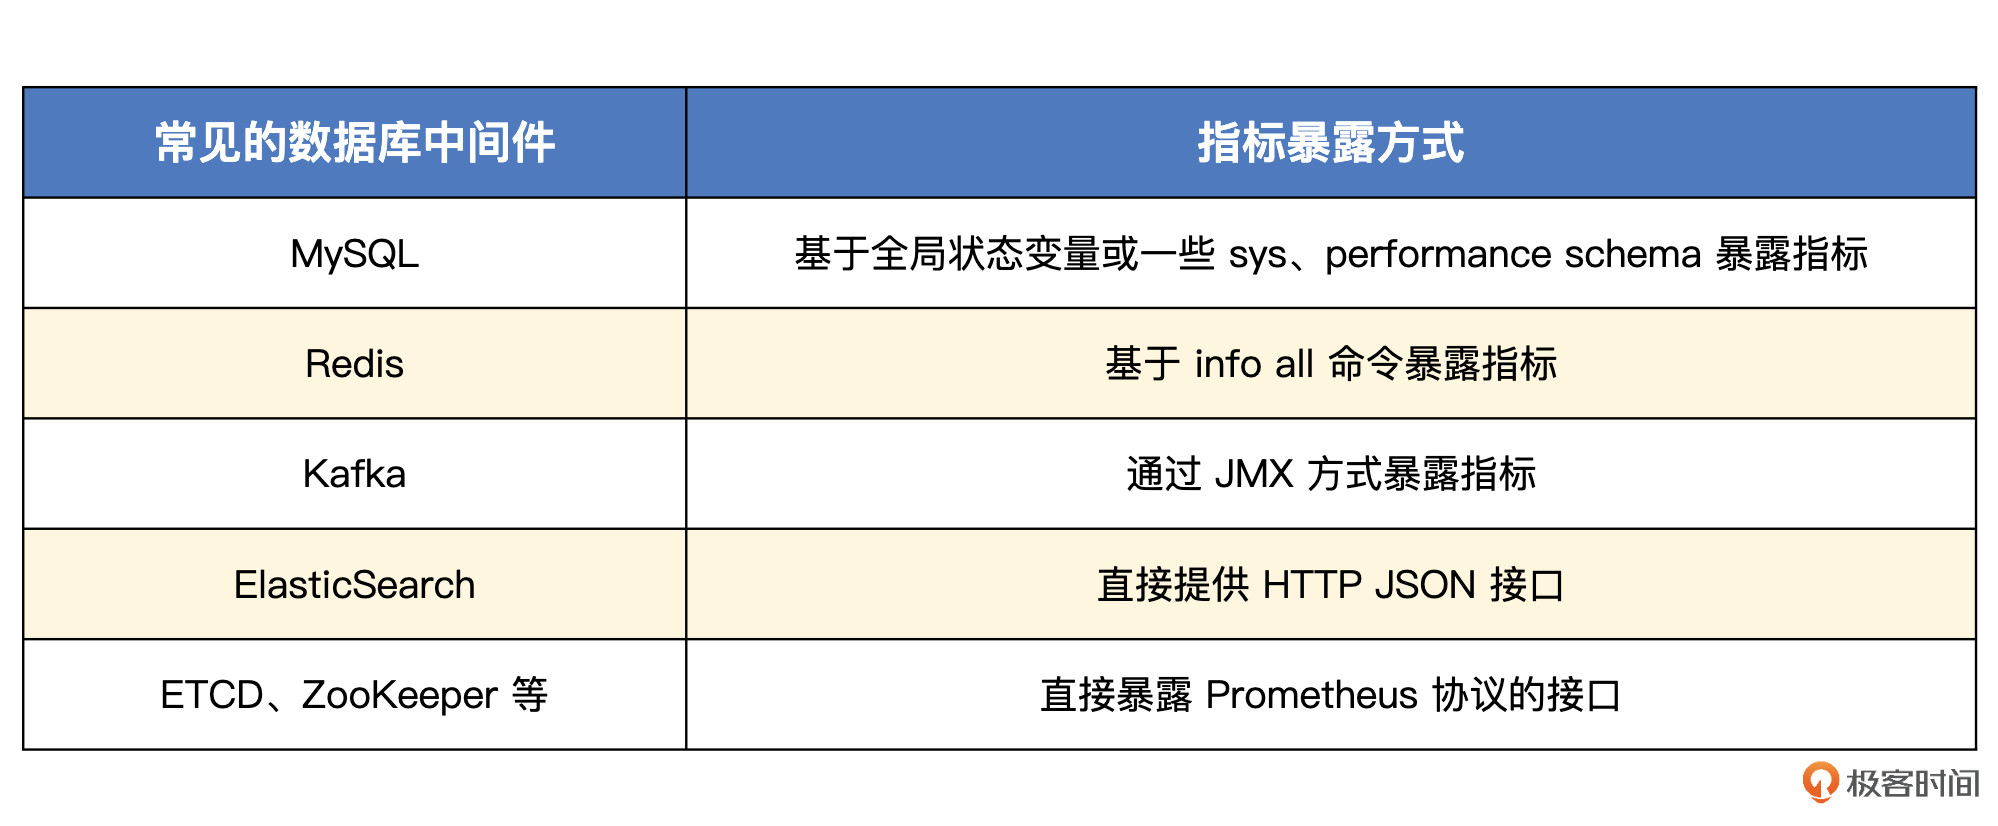 常见的数据库中间件
指标暴露方式
MySQL
基于全局状态变量或一些 sys、performance schema 暴露指标
Redis
基于 info all 命令暴露指标
Kafka
通过 JMX 方式暴露指标
ElasticSearch
直接提供 HTTP JSON 接口
ETCD、ZooKeeper 等
直接暴露 Prometheus 协议的接口
极客时间